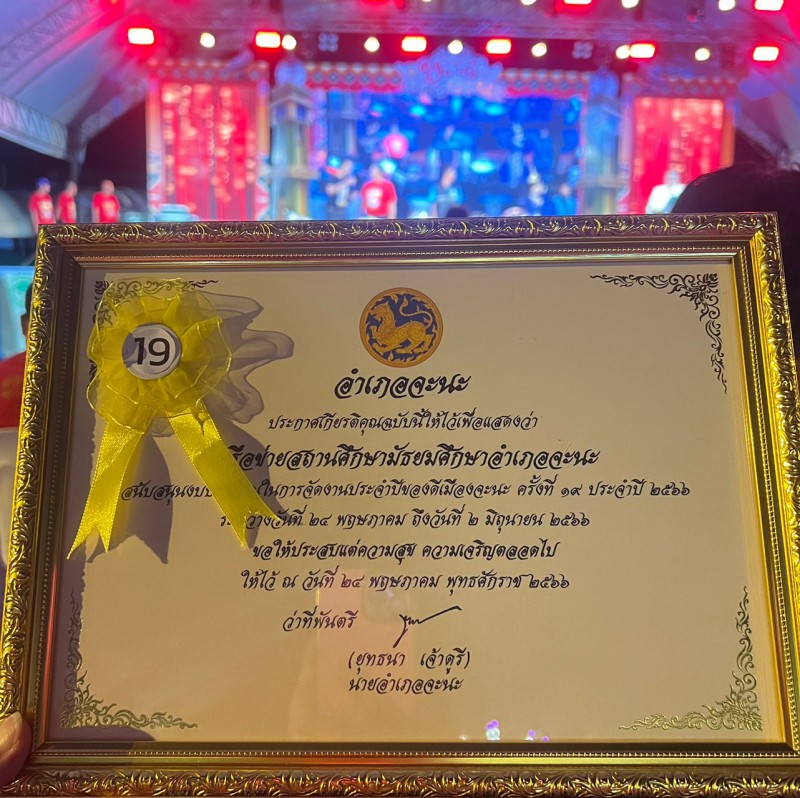 19
อำเภอจะนะ
ประกาศเกียรติคุณฉบับนี้ให้ไว้เพื่อแสดงว่า
รือข่ายสถานศึกษามัธยมศึกษาอำเภอจะนะ
สนับสนุนงบป ในการจัดงานประจำปีของดีเมืองจะนะ ครั้งที่ ๑๙ ประจำปี ๒๕๖๖
ระหว่างวันที่ ๒๔ พฤษภาคม ถึงวันที่ ๒ มิถุนายน ๒๕๖๖
ขอให้ประสบแต่ความสุข ความเจริญตลอดไป
ให้ไว้ ณ วันที่ ๒๔ พฤษภาคม พุทธศักราช ๒๕๖๖
ว่าที่พันตรี
(ยุทธนา เจ้าดูรี)
นายอำเภอจะนะ